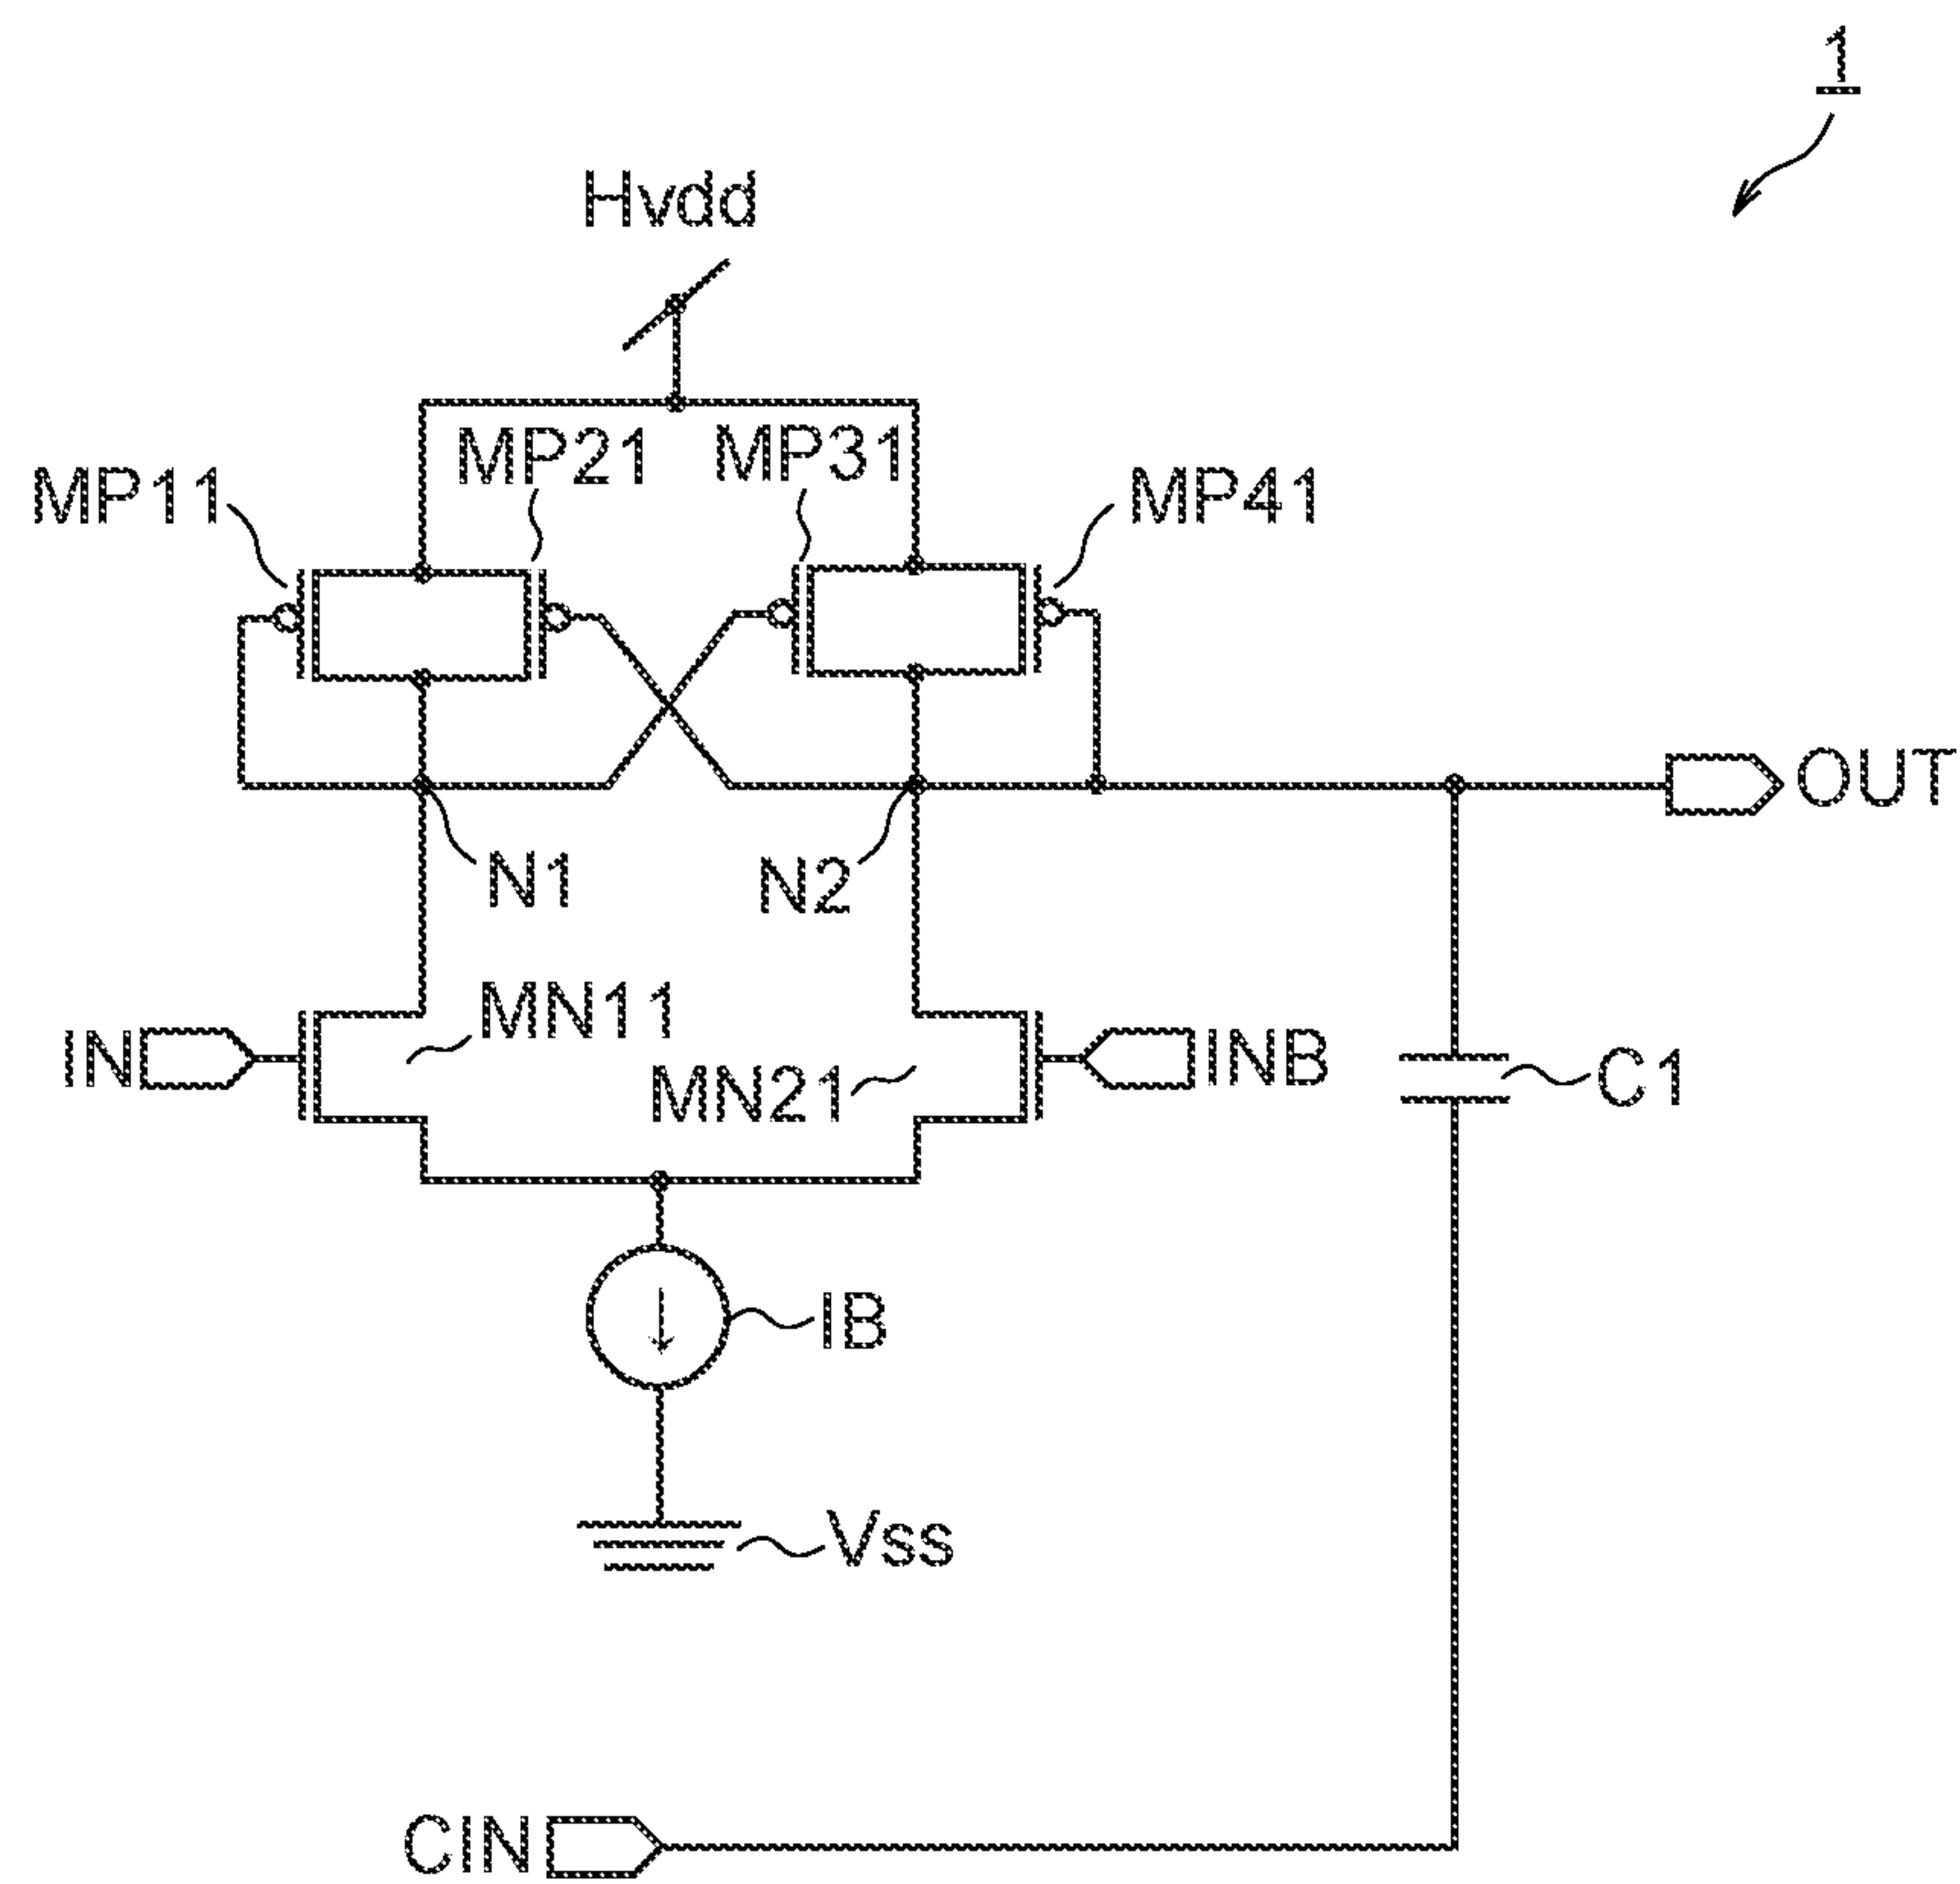 1
Hvdd
MP11
MP21
MP31
MP41
OUT
N1
N2
IN
MN11
MN21
INB
C1
IB
Vss
CIN